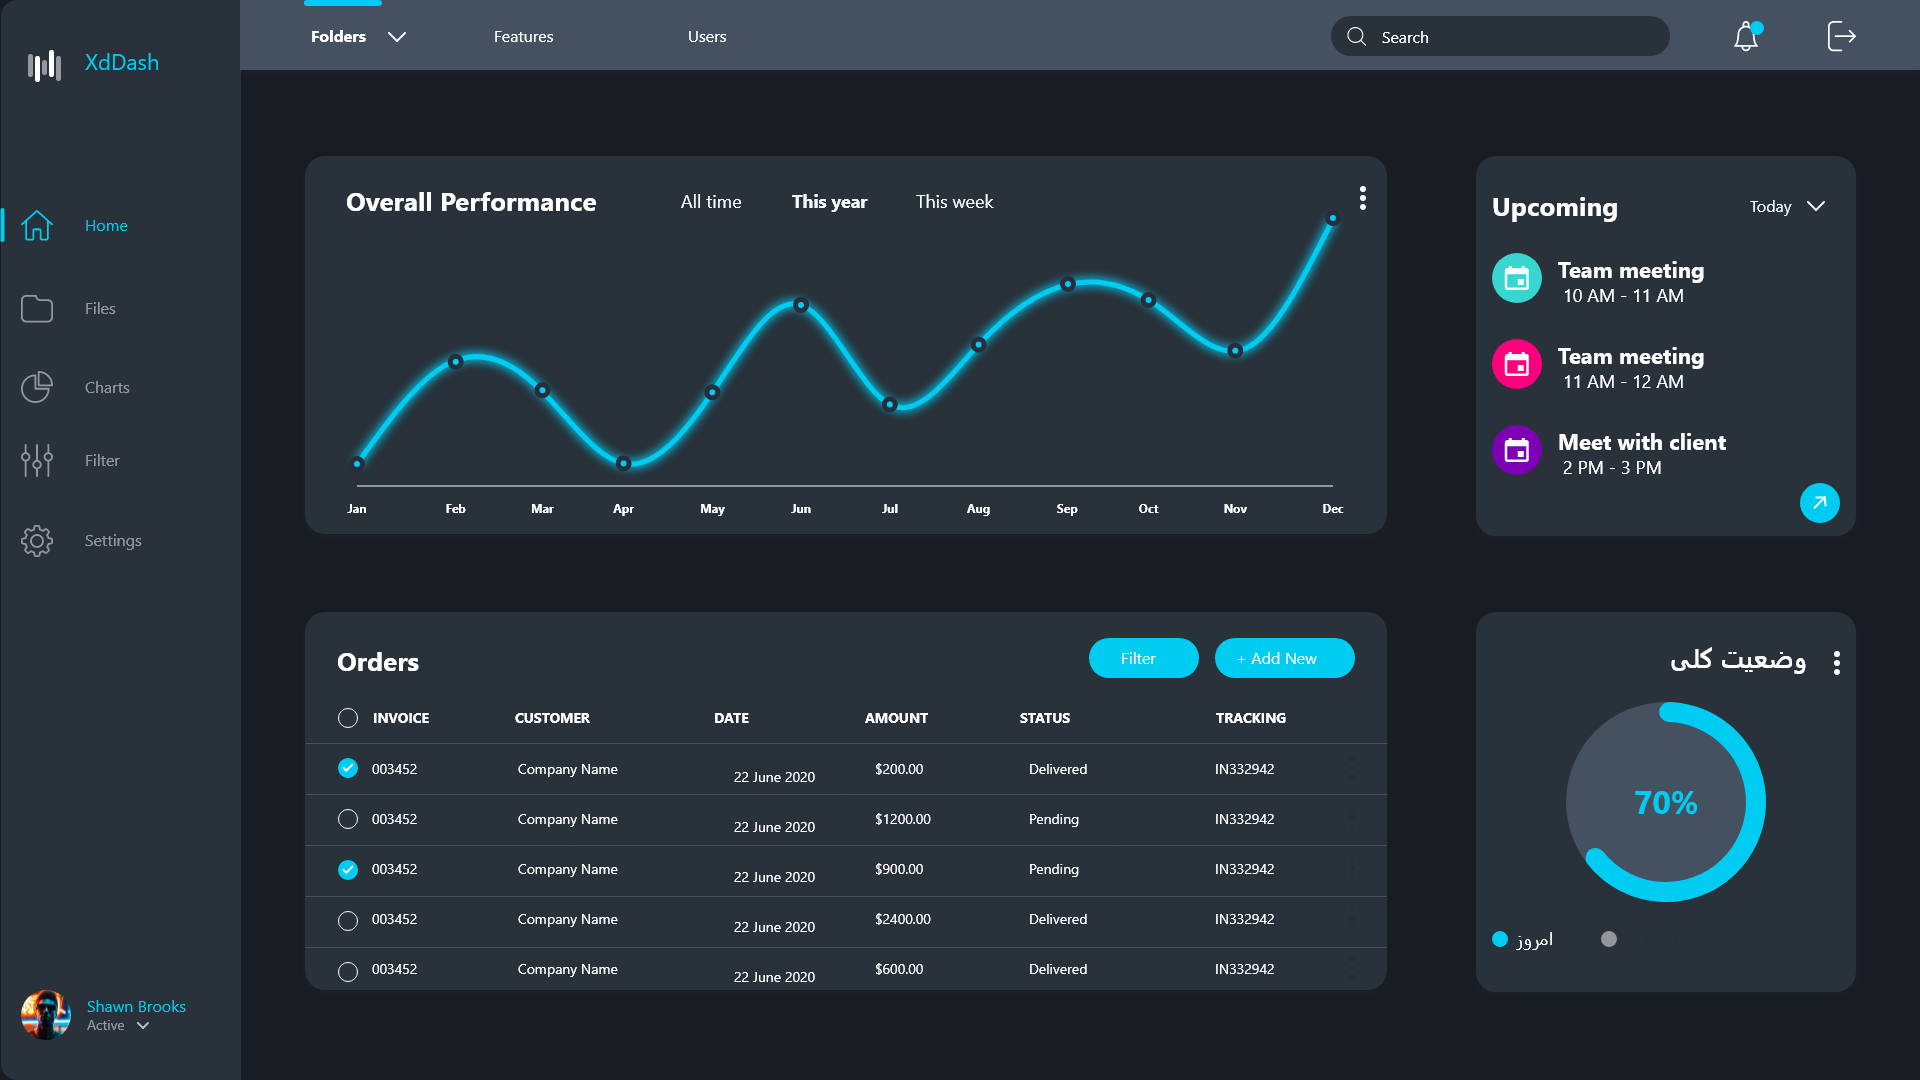 XdDash
Folders
Features
Users
Search
Home
Files
Charts
Filter
Settings
Shawn Brooks
Active
Overall Performance
All time
This year
This week
Jan Feb Mar Apr May Jun Jul Aug Sep Oct Nov Dec
Upcoming
Today
Team meeting
10 AM - 11 AM
Team meeting
11 AM - 12 AM
Meet with client
2 PM - 3 PM
Orders
Filter
+ Add New
INVOICE CUSTOMER DATE AMOUNT STATUS TRACKING
003452 Company Name 22 June 2020 $200.00 Delivered IN332942
003452 Company Name 22 June 2020 $1200.00 Pending IN332942
003452 Company Name 22 June 2020 $900.00 Pending IN332942
003452 Company Name 22 June 2020 $2400.00 Delivered IN332942
003452 Company Name 22 June 2020 $600.00 Delivered IN332942
وضعیت کلی
70%
امروز